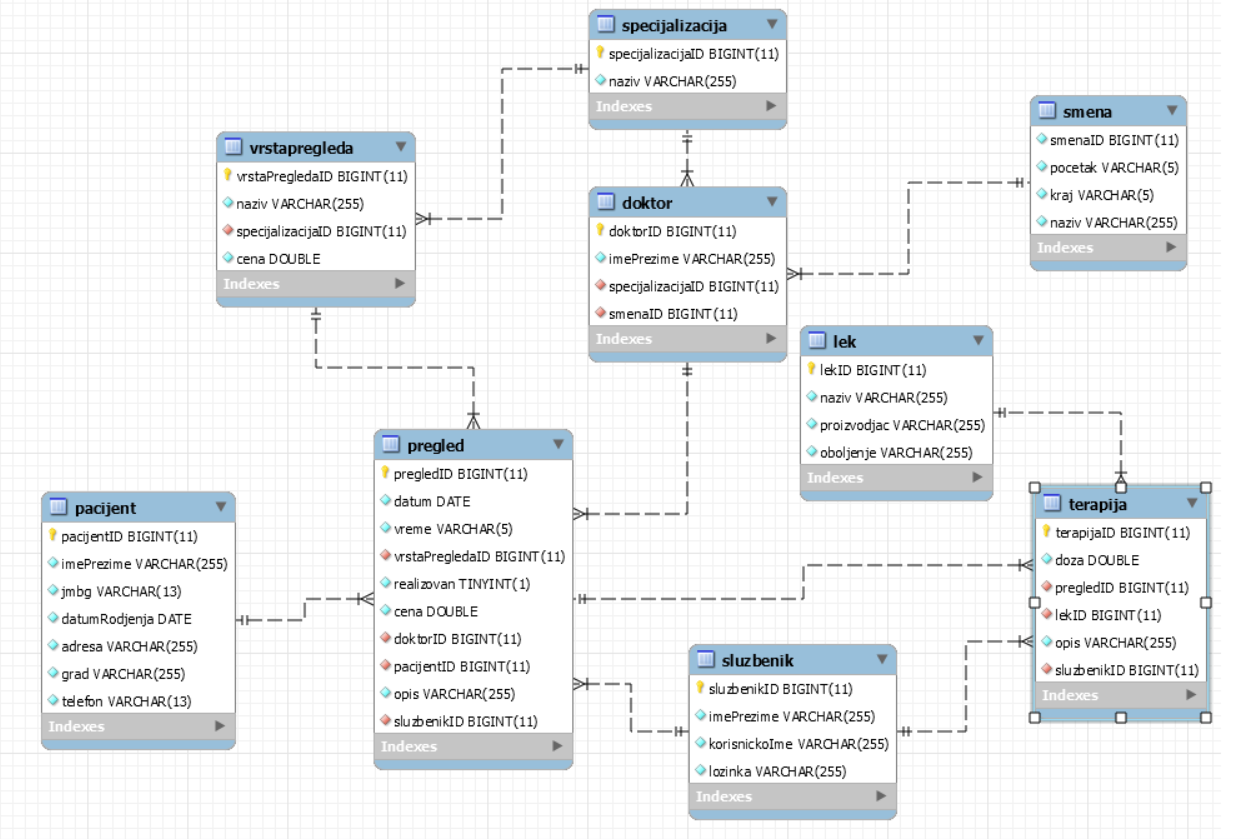 specijalizacija
specijalizacijaID BIGINT(11)
naziv VARCHAR(255)
Indexes
smena
smenaID BIGINT(11)
pocetak VARCHAR(5)
kraj VARCHAR(5)
naziv VARCHAR(255)
Indexes
vrstapregleda
vrstaPregledaID BIGINT(11)
naziv VARCHAR(255)
specijalizacijaID BIGINT(11)
cena DOUBLE
Indexes
doktor
doktorID BIGINT(11)
imePrezime VARCHAR(255)
specijalizacijaID BIGINT(11)
smenaID BIGINT(11)
Indexes
lek
lekID BIGINT(11)
naziv VARCHAR(255)
proizvodjac VARCHAR(255)
oboljenje VARCHAR(255)
Indexes
pregled
pregledID BIGINT(11)
datum DATE
vreme VARCHAR(5)
vrstaPregledaID BIGINT(11)
realizovan TINYINT(1)
cena DOUBLE
doktorID BIGINT(11)
pacijentID BIGINT(11)
opis VARCHAR(255)
sluzbenikID BIGINT(11)
Indexes
pacijent
pacijentID BIGINT(11)
imePrezime VARCHAR(255)
jmbg VARCHAR(13)
datumRodjenja DATE
adresa VARCHAR(255)
grad VARCHAR(255)
telefon VARCHAR(13)
Indexes
terapija
terapijaID BIGINT(11)
doza DOUBLE
pregledID BIGINT(11)
lekID BIGINT(11)
opis VARCHAR(255)
sluzbenikID BIGINT(11)
Indexes
sluzbenik
sluzbenikID BIGINT(11)
imePrezime VARCHAR(255)
korisnickoIme VARCHAR(255)
lozinka VARCHAR(255)
Indexes